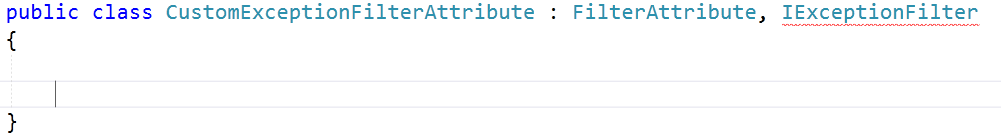 public class CustomExceptionFilterAttribute : FilterAttribute, IExceptionFilter
{
}